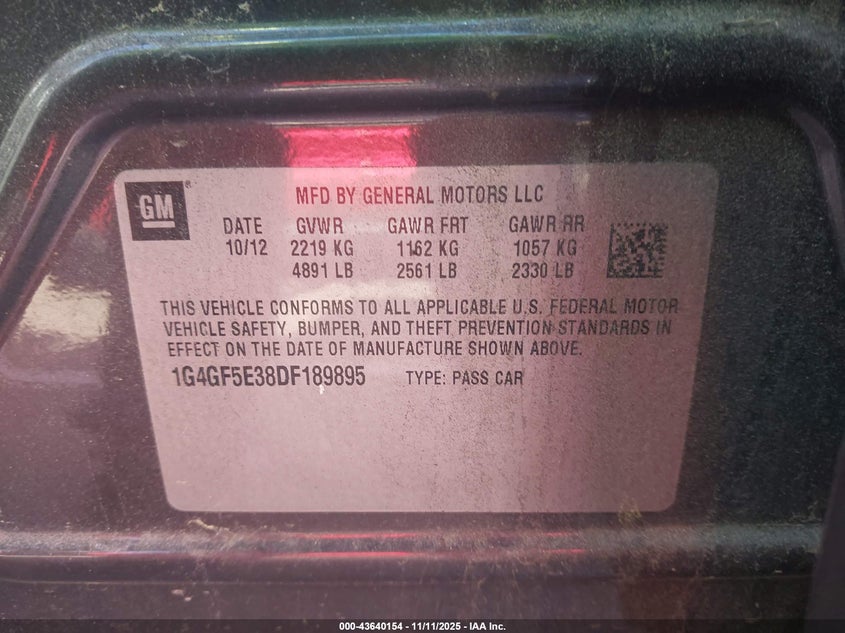 GM ®
MFD BY GENERAL MOTORS LLC
DATE GVWR GAWR FRT GAWR RR
10/12 2219 KG 1162 KG 1057 KG
4891 LB 2561 LB 2330 LB
THIS VEHICLE CONFORMS TO ALL APPLICABLE U.S. FEDERAL MOTOR
VEHICLE SAFETY, BUMPER, AND THEFT PREVENTION STANDARDS IN
EFFECT ON THE DATE OF MANUFACTURE SHOWN ABOVE.
1G4GF5E38DF189895 TYPE: PASS CAR
000-43640154 - 11/11/2025 - IAA Inc.